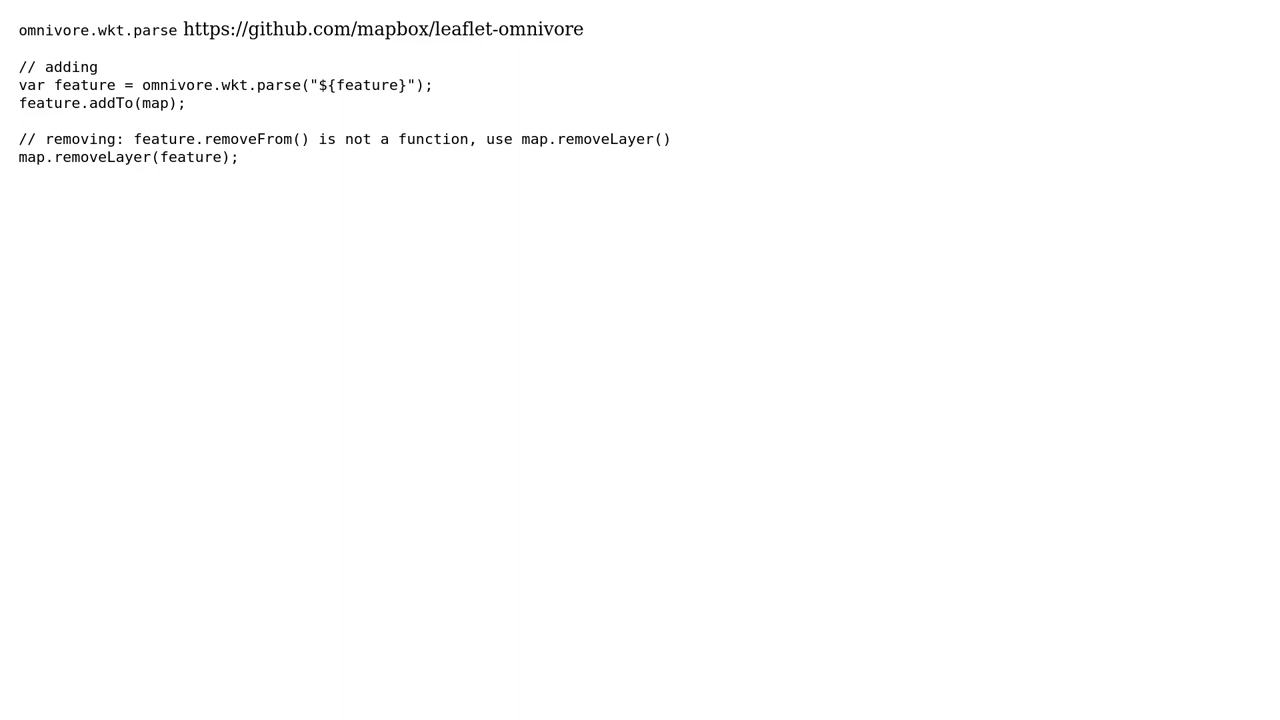 omnivore.wkt.parse https://github.com/mapbox/leaflet-omnivore
// adding
var feature = omnivore.wkt.parse("${feature}");
feature.addTo(map);
// removing: feature.removeFrom() is not a function, use map.removeLayer()
map.removeLayer(feature);